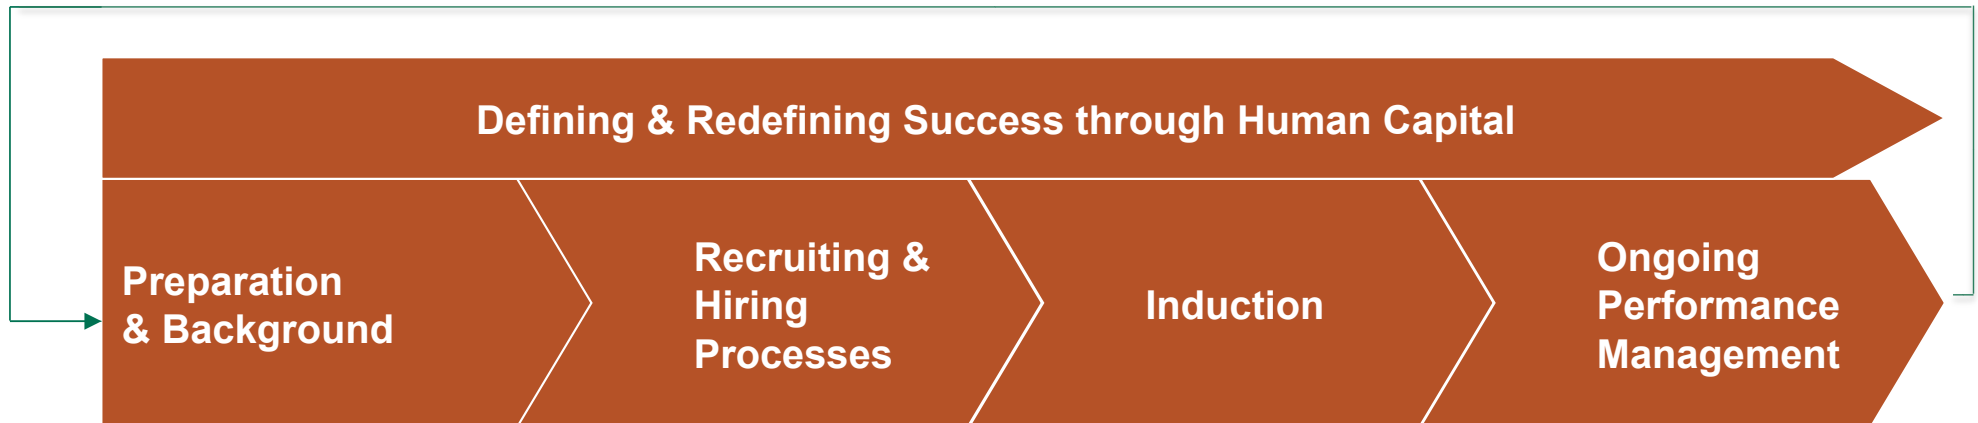 Defining & Redefining Success through Human Capital
Preparation
& Background
Recruiting &
Hiring
Processes
Induction
Ongoing
Performance
Management